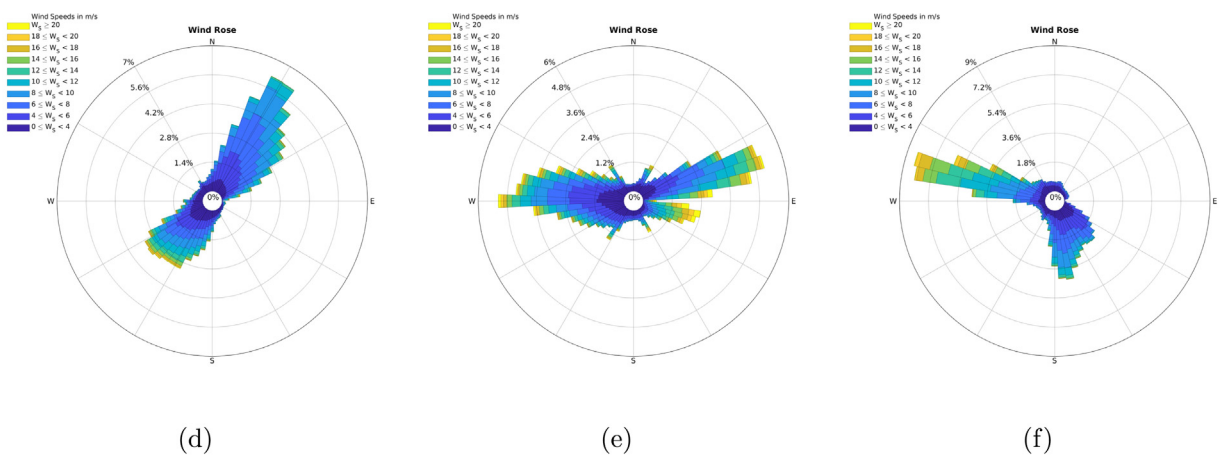 Wind Speeds in m/s
W_S ≥ 20
18 ≤ W_S < 20
16 ≤ W_S < 18
14 ≤ W_S < 16
12 ≤ W_S < 14
10 ≤ W_S < 12
8 ≤ W_S < 10
6 ≤ W_S < 8
4 ≤ W_S < 6
0 ≤ W_S < 4
Wind Rose
N
7%
5.6%
4.2%
2.8%
1.4%
0%
W
E
S
(d)
Wind Speeds in m/s
W_S ≥ 20
18 ≤ W_S < 20
16 ≤ W_S < 18
14 ≤ W_S < 16
12 ≤ W_S < 14
10 ≤ W_S < 12
8 ≤ W_S < 10
6 ≤ W_S < 8
4 ≤ W_S < 6
0 ≤ W_S < 4
Wind Rose
N
6%
4.8%
3.6%
2.4%
1.2%
0%
W
E
S
(e)
Wind Speeds in m/s
W_S ≥ 20
18 ≤ W_S < 20
16 ≤ W_S < 18
14 ≤ W_S < 16
12 ≤ W_S < 14
10 ≤ W_S < 12
8 ≤ W_S < 10
6 ≤ W_S < 8
4 ≤ W_S < 6
0 ≤ W_S < 4
Wind Rose
N
9%
7.2%
5.4%
3.6%
1.8%
0%
W
E
S
(f)